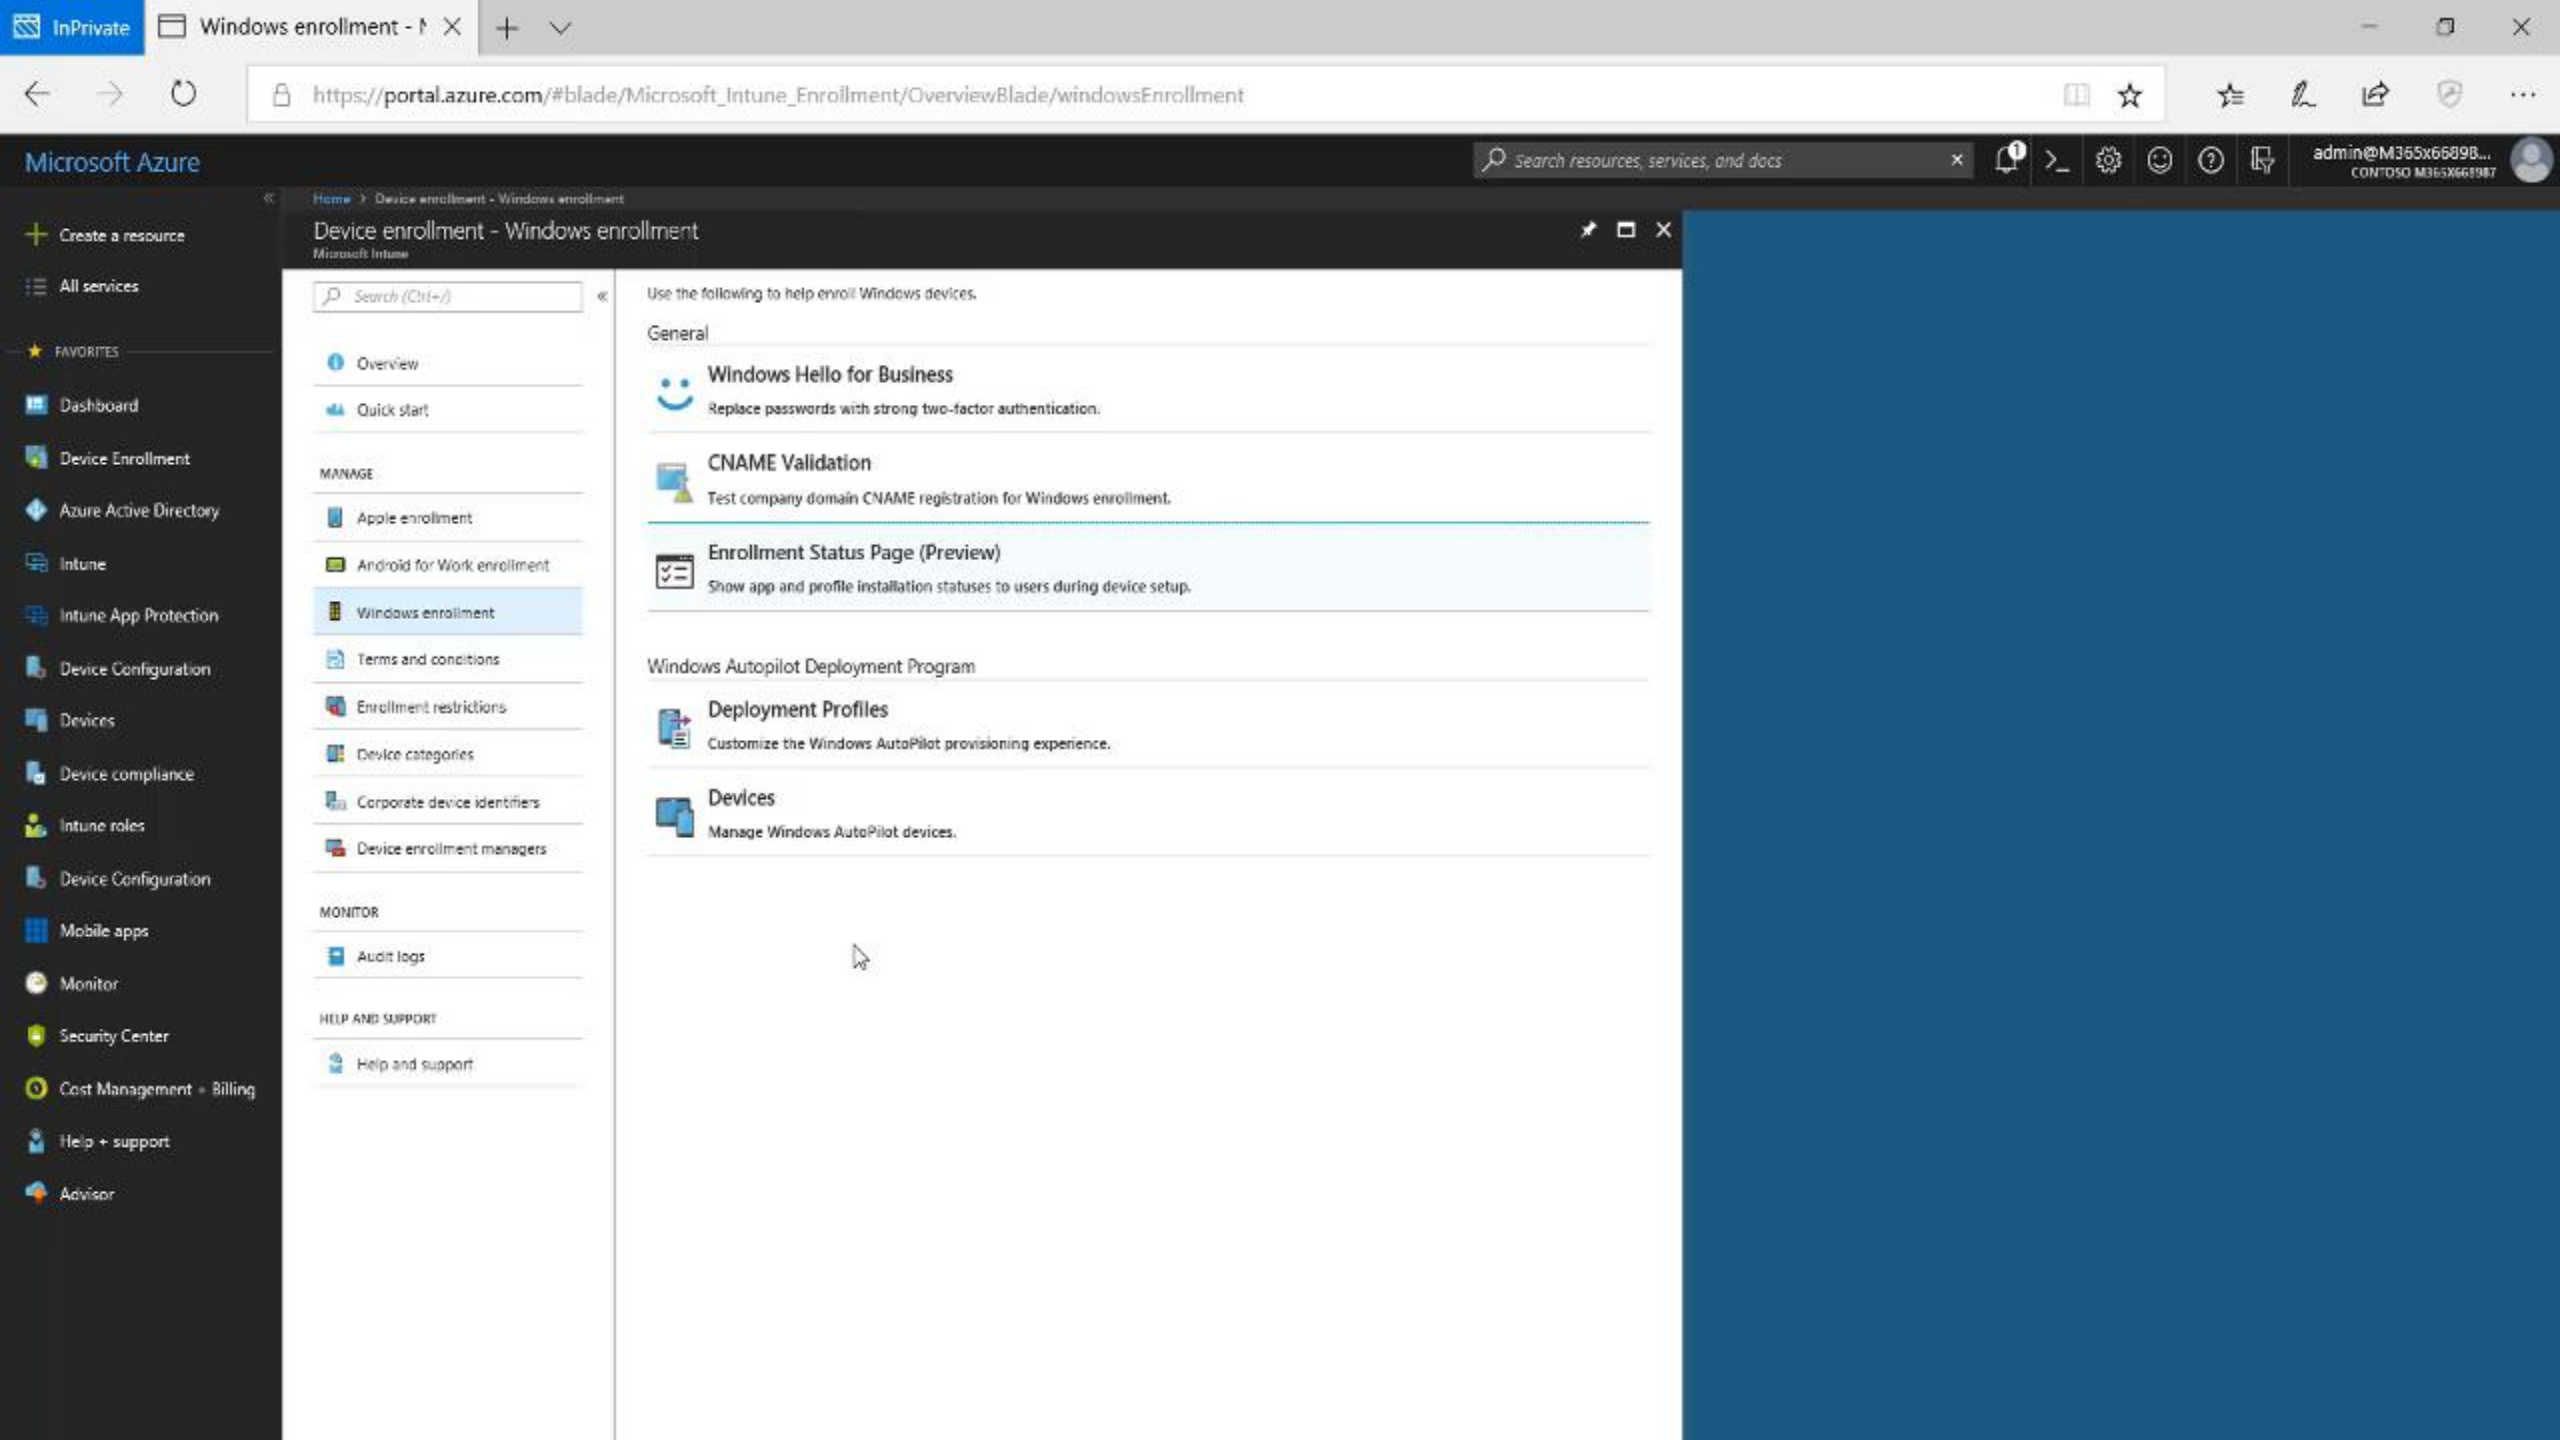 InPrivate
Windows enrollment - M
https://portal.azure.com/#blade/Microsoft_Intune_Enrollment/OverviewBlade/windowsEnrollment
Microsoft Azure
Search resources, services, and docs
1
admin@M365x66898...
CONTOSO M365X668987
Home > Device enrollment - Windows enrollment
Device enrollment - Windows enrollment
Microsoft Intune
Create a resource
All services
FAVORITES
Dashboard
Device Enrollment
Azure Active Directory
Intune
Intune App Protection
Device Configuration
Devices
Device compliance
Intune roles
Device Configuration
Mobile apps
Monitor
Security Center
Cost Management + Billing
Help + support
Advisor
Search (Ctrl+/)
Overview
Quick start
MANAGE
Apple enrollment
Android for Work enrollment
Windows enrollment
Terms and conditions
Enrollment restrictions
Device categories
Corporate device identifiers
Device enrollment managers
MONITOR
Audit logs
HELP AND SUPPORT
Help and support
Use the following to help enroll Windows devices.
General
Windows Hello for Business
Replace passwords with strong two-factor authentication.
CNAME Validation
Test company domain CNAME registration for Windows enrollment.
Enrollment Status Page (Preview)
Show app and profile installation statuses to users during device setup.
Windows Autopilot Deployment Program
Deployment Profiles
Customize the Windows AutoPilot provisioning experience.
Devices
Manage Windows AutoPilot devices.